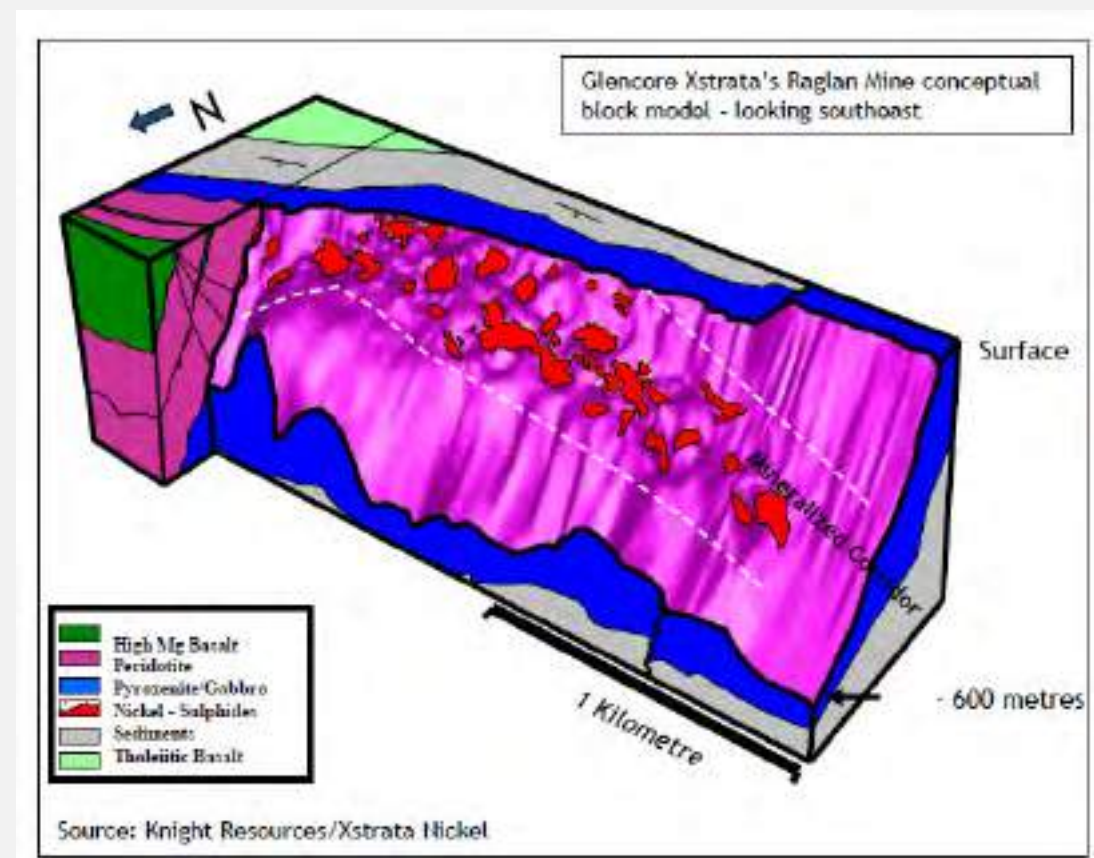 Glencore Xstrata's Raglan Mine conceptual
block model - looking southeast
N
Surface
Mineralized Corridor
- 600 metres
1 Kilometre
High Mg Basalt
Peridotite
Pyroxenite/Gabbro
Nickel - Sulphides
Sediments
Tholeiitic Basalt
Source: Knight Resources/Xstrata Nickel